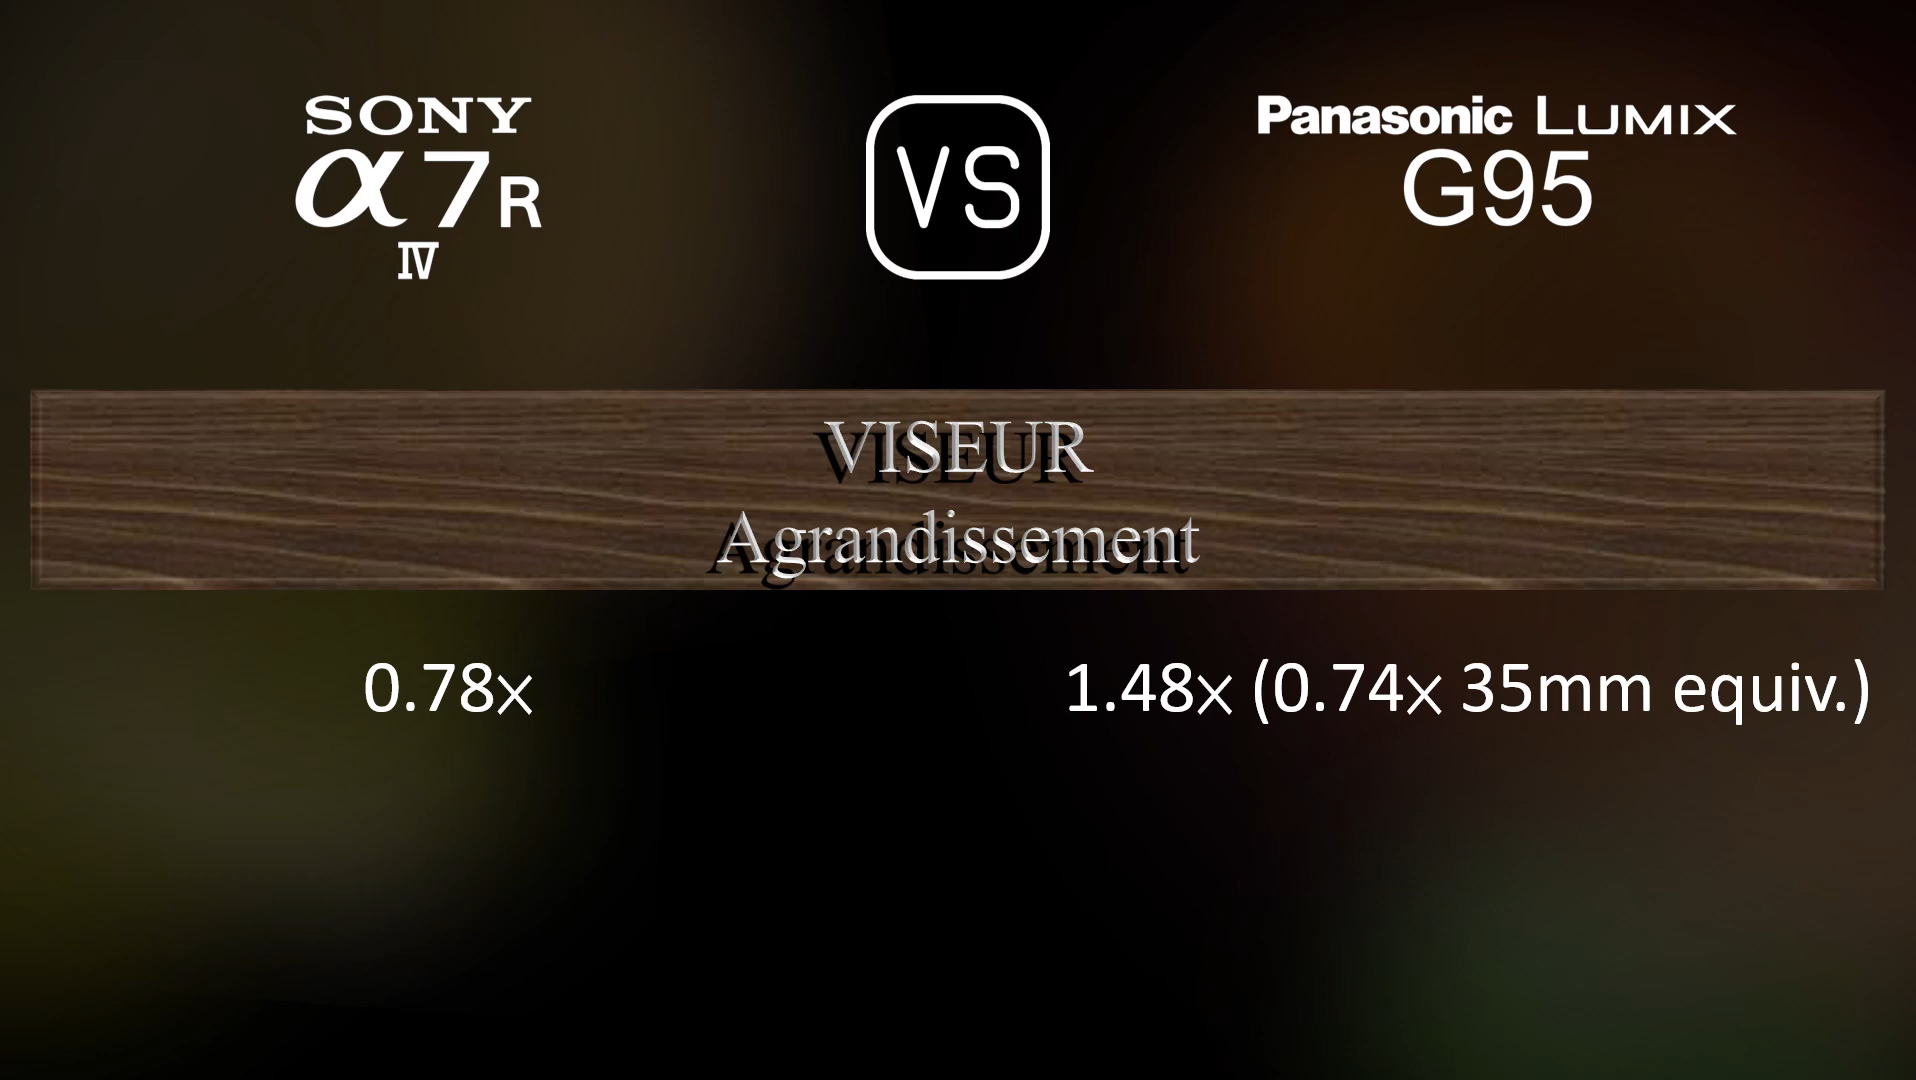 SONY
α7R
IV
VS
Panasonic LUMIX
G95
VISEUR
Agrandissement
0.78x
1.48x (0.74x 35mm equiv.)